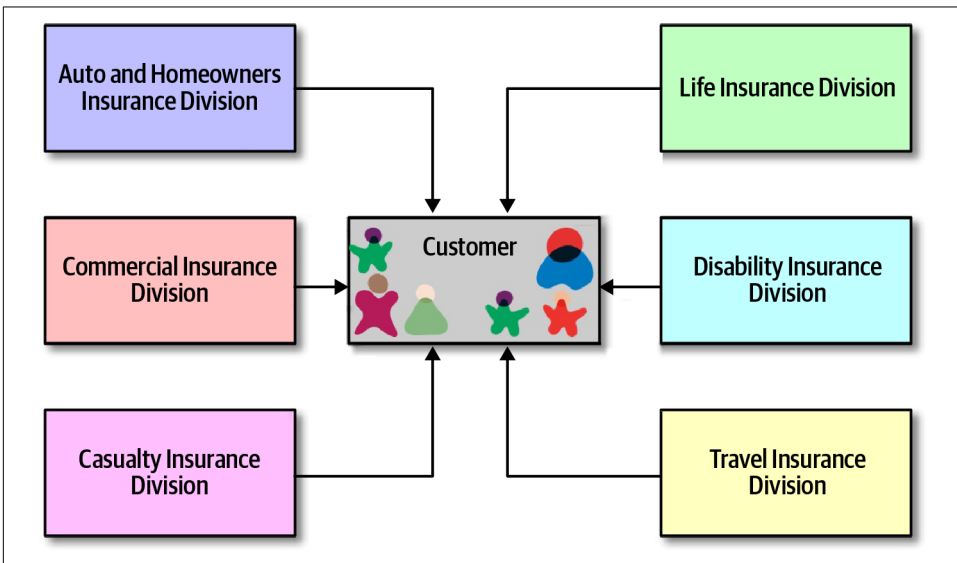 Auto and Homeowners
Insurance Division
Life Insurance Division
Commercial Insurance
Division
Customer
Disability Insurance
Division
Casualty Insurance
Division
Travel Insurance
Division